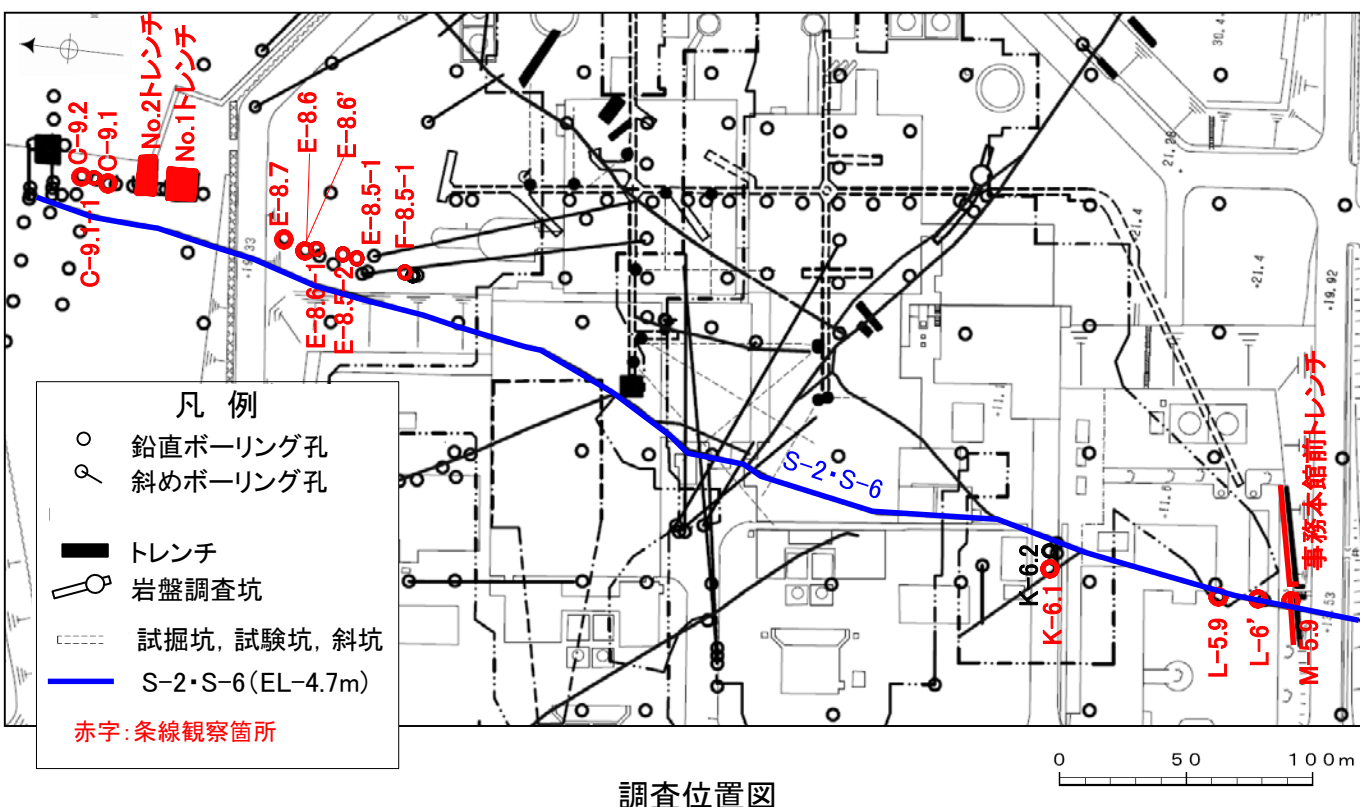 No.2トレンチ
No.1トレンチ
C-9.2
C-9.1
C-9.1-1
E-8.7
E-8.6
E-8.6'
E-8.5-1
F-8.5-1
E-8.6-1
E-8.5-2
30.4
21.26
21.4
21.4
19.92
S-2・S-6
K-6.2
K-6.1
L-5.9
L-6'
M-5.9
事務本館前トレンチ
凡 例
鉛直ボーリング孔
斜めボーリング孔
トレンチ
岩盤調査坑
試掘坑, 試験坑, 斜坑
S-2・S-6(EL-4.7m)
赤字:条線観察箇所
0 50 100m
調査位置図